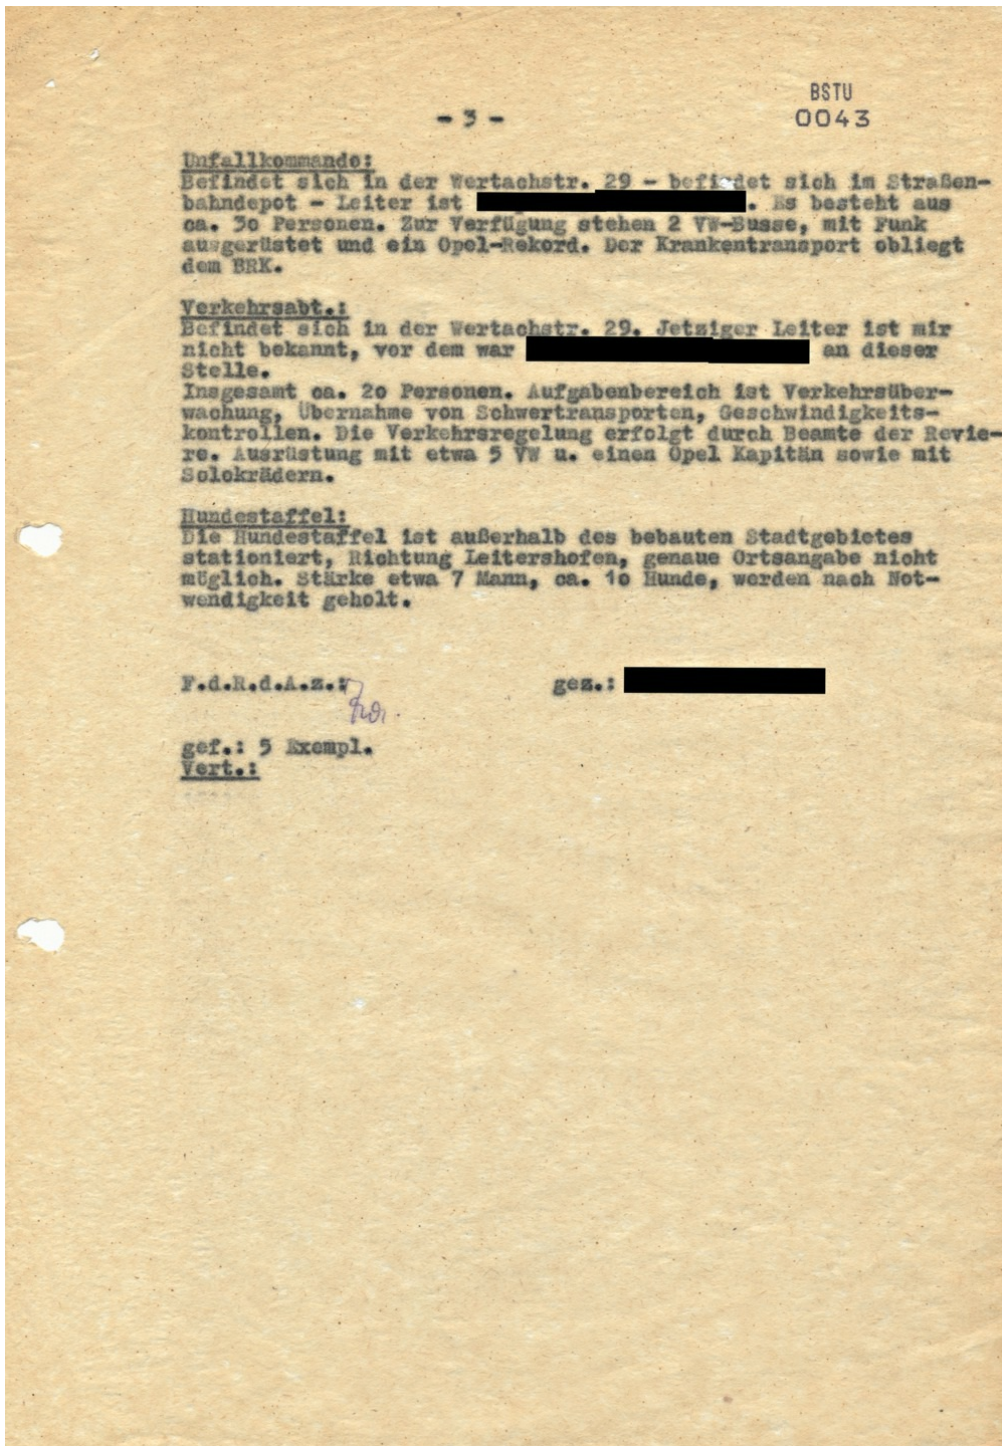 BSTU
0043
- 3 -
Unfallkommando:
Befindet sich in der Wertachstr. 29 - befindet sich im Straßen-
bahndepot - Leiter ist . Es besteht aus
ca. 3o Personen. Zur Verfügung stehen 2 VW-Busse, mit Funk
ausgerüstet und ein Opel-Rekord. Der Krankentransport obliegt
dem BRK.
Verkehrsabt.:
Befindet sich in der Wertachstr. 29. Jetziger Leiter ist mir
nicht bekannt, vor dem war an dieser
Stelle.
Insgesamt ca. 2o Personen. Aufgabenbereich ist Verkehrsüber-
wachung, Übernahme von Schwertransporten, Geschwindigkeits-
kontrollen. Die Verkehrsregelung erfolgt durch Beamte der Revie-
re. Ausrüstung mit etwa 5 VW u. einen Opel Kapitän sowie mit
Solokrädern.
Hundestaffel:
Die Hundestaffel ist außerhalb des bebauten Stadtgebietes
stationiert, Richtung Leitershofen, genaue Ortsangabe nicht
möglich. Stärke etwa 7 Mann, ca. 1o Hunde, werden nach Not-
wendigkeit geholt.
F.d.R.d.A.z.: gez.:
gef.: 5 Exempl.
Vert.: